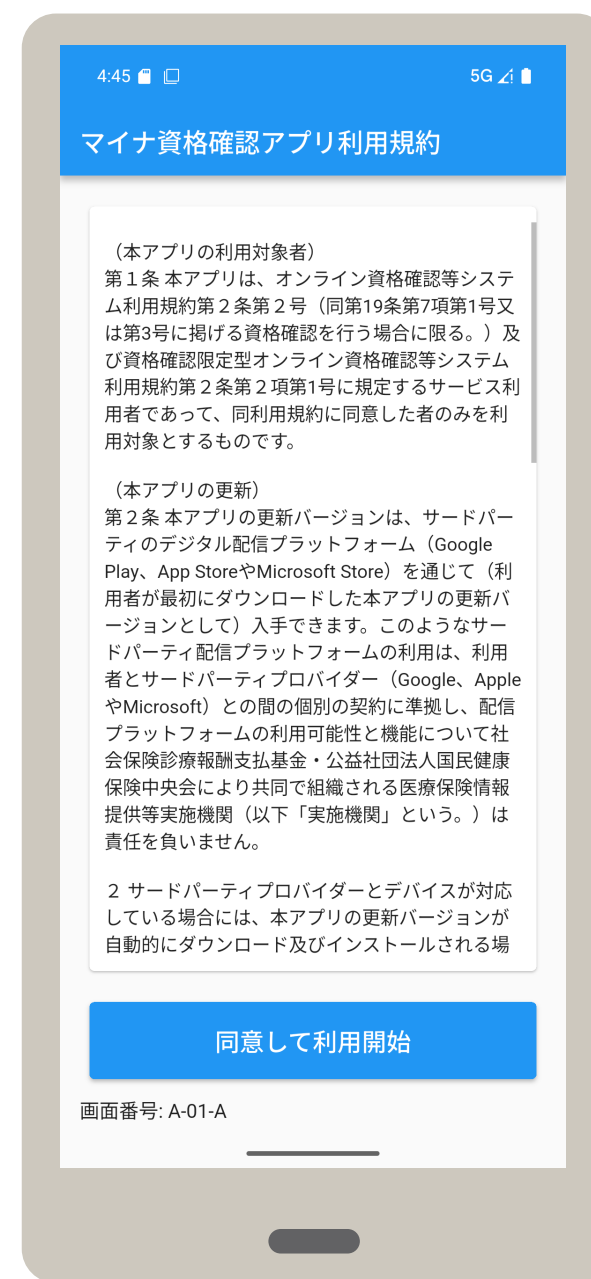 4:45
5G
マイナ資格確認アプリ利用規約
（本アプリの利用対象者）
第１条 本アプリは、オンライン資格確認等システ
ム利用規約第２条第２号（同第19条第7項第1号又
は第3号に掲げる資格確認を行う場合に限る。）及
び資格確認限定型オンライン資格確認等システム
利用規約第２条第２項第1号に規定するサービス利
用者であって、同利用規約に同意した者のみを利
用対象とするものです。
（本アプリの更新）
第２条 本アプリの更新バージョンは、サードパー
ティのデジタル配信プラットフォーム（Google
Play、App StoreやMicrosoft Store）を通じて（利
用者が最初にダウンロードした本アプリの更新バ
ージョンとして）入手できます。このようなサー
ドパーティ配信プラットフォームの利用は、利用
者とサードパーティプロバイダー（Google、Apple
やMicrosoft）との間の個別の契約に準拠し、配信
プラットフォームの利用可能性と機能について社
会保険診療報酬支払基金・公益社団法人国民健康
保険中央会により共同で組織される医療保険情報
提供等実施機関（以下「実施機関」という。）は
責任を負いません。
２ サードパーティプロバイダーとデバイスが対応
している場合には、本アプリの更新バージョンが
自動的にダウンロード及びインストールされる場
同意して利用開始
画面番号: A-01-A